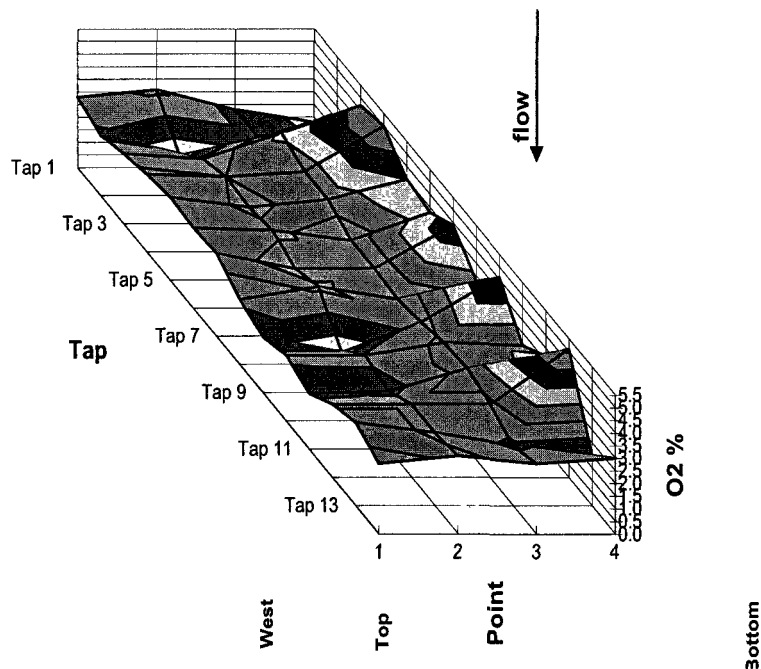 flow
Tap 1
Tap 3
Tap 5
Tap 7
Tap 9
Tap 11
Tap 13
Tap
5.5
5.0
4.5
4.0
3.5
3.0
2.5
2.0
1.5
1.0
0.5
0.0
O2 %
1 2 3 4
West
Top
Point
Bottom